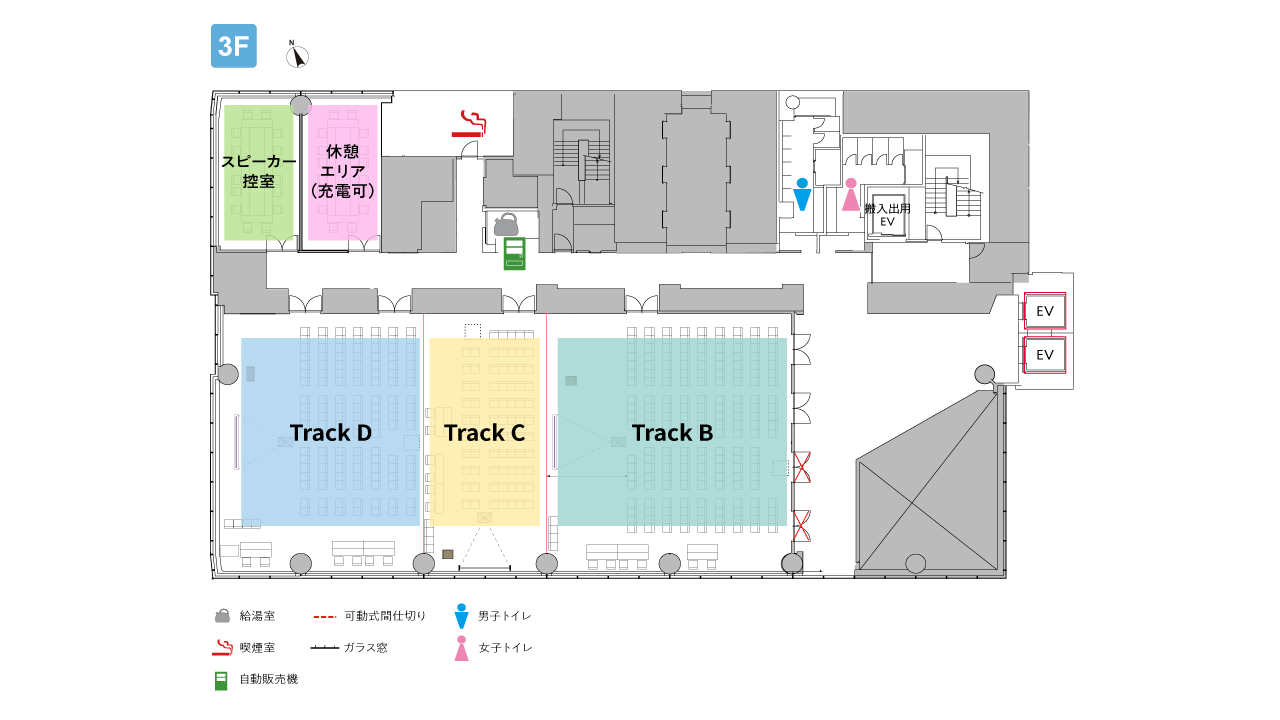 3F
N
スピーカー
控室
休憩
エリア
（充電可）
搬入出用
EV
EV
EV
Track D
Track C
Track B
給湯室
可動式間仕切り
男子トイレ
喫煙室
ガラス窓
女子トイレ
自動販売機